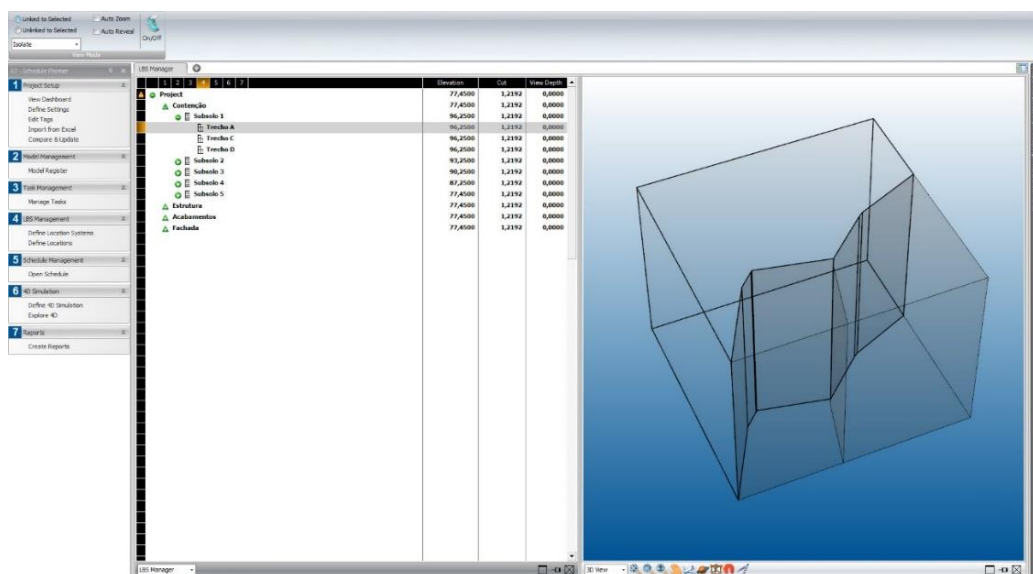 Linked to Selected Auto Zoom
Unlinked to Selected Auto Reveal
On/Off
Isolate
View Mode
Schedule Planner
LBS Manager
1 Project Setup
View Dashboard
Define Settings
Edit Tags
Import from Excel
Compare & Update
2 Model Management
Model Register
3 Task Management
Manage Tasks
4 LBS Management
Define Location Systems
Define Locations
5 Schedule Management
Open Schedule
6 4D Simulation
Define 4D Simulation
Explore 4D
7 Reports
Create Reports
1 2 3 4 5 6 7 Elevation Cut View Depth
Project 77,4500 1,2192 0,0000
Contenção 77,4500 1,2192 0,0000
Subsolo 1 96,2500 1,2192 0,0000
Trecho A 96,2500 1,2192 0,0000
Trecho C 96,2500 1,2192 0,0000
Trecho D 96,2500 1,2192 0,0000
Subsolo 2 93,2500 1,2192 0,0000
Subsolo 3 90,2500 1,2192 0,0000
Subsolo 4 87,2500 1,2192 0,0000
Subsolo 5 77,4500 1,2192 0,0000
Estrutura 77,4500 1,2192 0,0000
Acabamentos 77,4500 1,2192 0,0000
Fachada 77,4500 1,2192 0,0000
LBS Manager
3D View